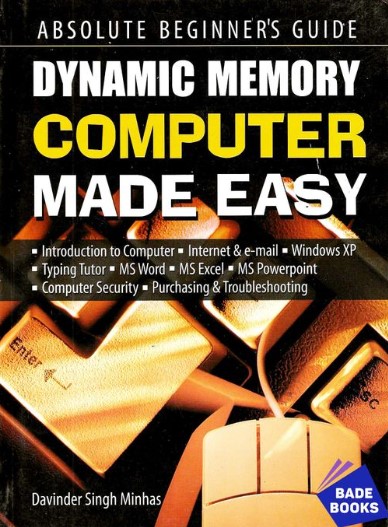 ABSOLUTE BEGINNER'S GUIDE
DYNAMIC MEMORY
COMPUTER
MADE EASY
▪ Introduction to Computer ▪ Internet & e-mail ▪ Windows XP
▪ Typing Tutor ▪ MS Word ▪ MS Excel ▪ MS Powerpoint
▪ Computer Security ▪ Purchasing & Troubleshooting
Enter
Esc
Davinder Singh Minhas
BADE
BOOKS